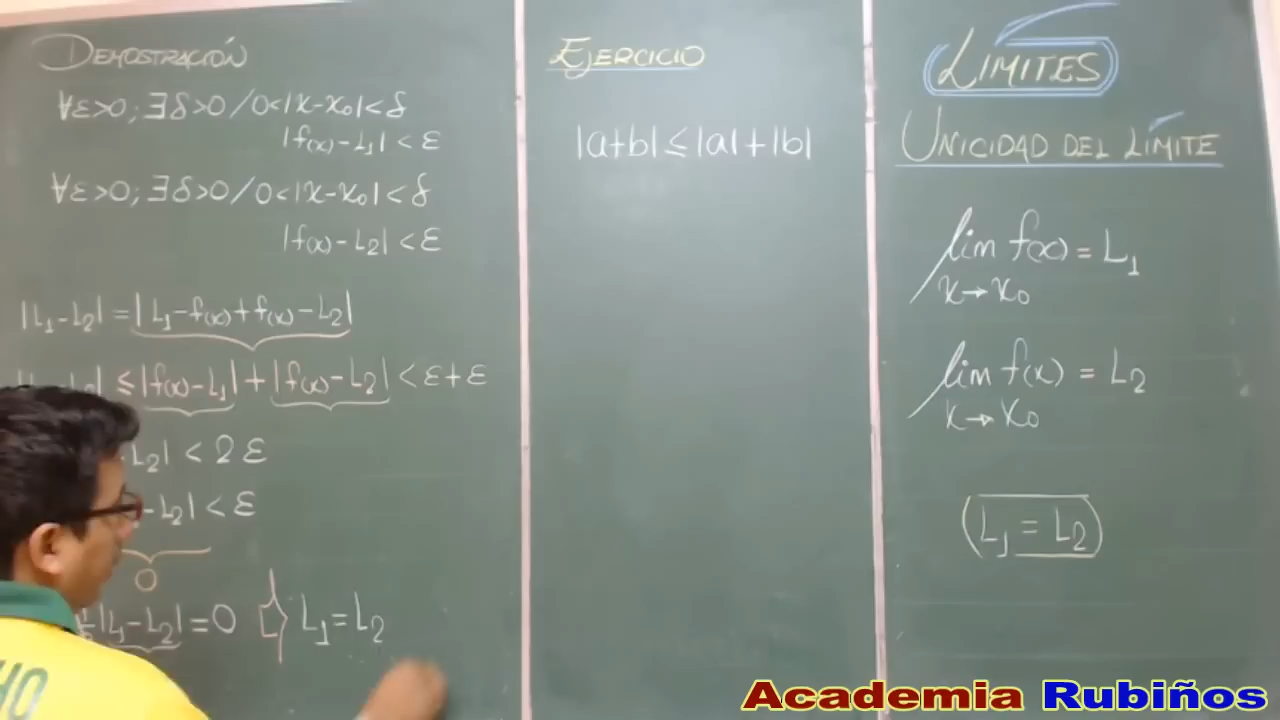 DEMOSTRACIÓN
∀ε>0; ∃δ>0 / 0<|x-x₀|<δ
|f(x)-L₁|<ε
∀ε>0; ∃δ>0 / 0<|x-x₀|<δ
|f(x)-L₂|<ε
|L₁-L₂| = |L₁-f(x)+f(x)-L₂|
≤ |f(x)-L₁| + |f(x)-L₂| < ε+ε
L₂| < 2ε
-L₂| < ε
0
|L₁-L₂| = 0 L₁=L₂
EJERCICIO
|a+b| ≤ |a|+|b|
LÍMITES
UNICIDAD DEL LÍMITE
lim f(x) = L₁
x→x₀
lim f(x) = L₂
x→x₀
L₁ = L₂
HO
Academia Rubiños